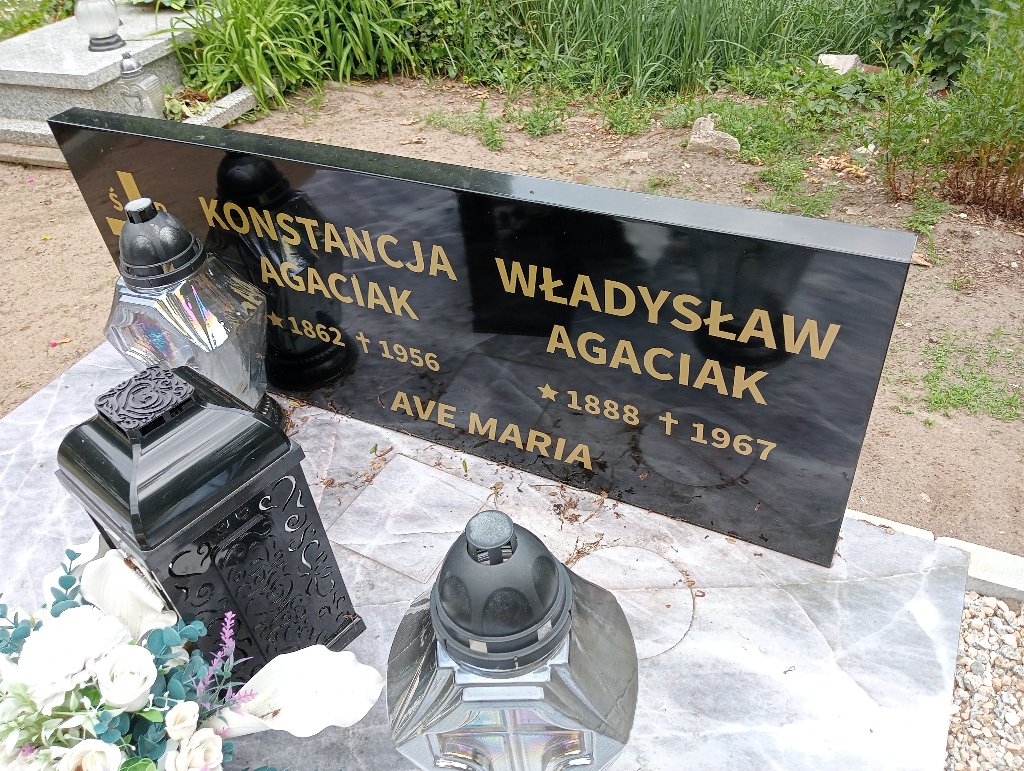 Ś P
KONSTANCJA
AGACIAK
★ 1862 ✝ 1956
WŁADYSŁAW
AGACIAK
★ 1888 ✝ 1967
AVE MARIA